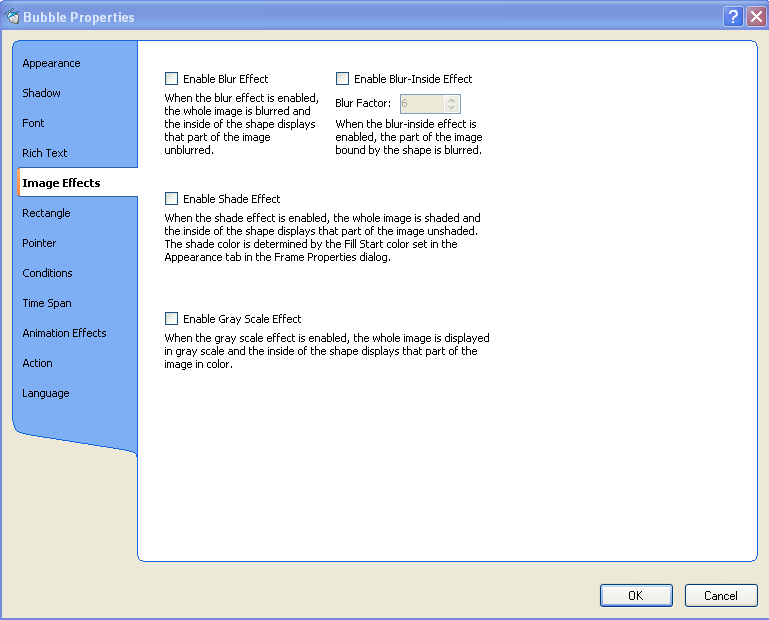 Bubble Properties
?
Appearance
Shadow
Font
Rich Text
Image Effects
Rectangle
Pointer
Conditions
Time Span
Animation Effects
Action
Language
Enable Blur Effect
When the blur effect is enabled,
the whole image is blurred and
the inside of the shape displays
that part of the image
unblurred.
Enable Blur-Inside Effect
Blur Factor: 6
When the blur-inside effect is
enabled, the part of the image
bound by the shape is blurred.
Enable Shade Effect
When the shade effect is enabled, the whole image is shaded and
the inside of the shape displays that part of the image unshaded.
The shade color is determined by the Fill Start color set in the
Appearance tab in the Frame Properties dialog.
Enable Gray Scale Effect
When the gray scale effect is enabled, the whole image is displayed
in gray scale and the inside of the shape displays that part of the
image in color.
OK
Cancel